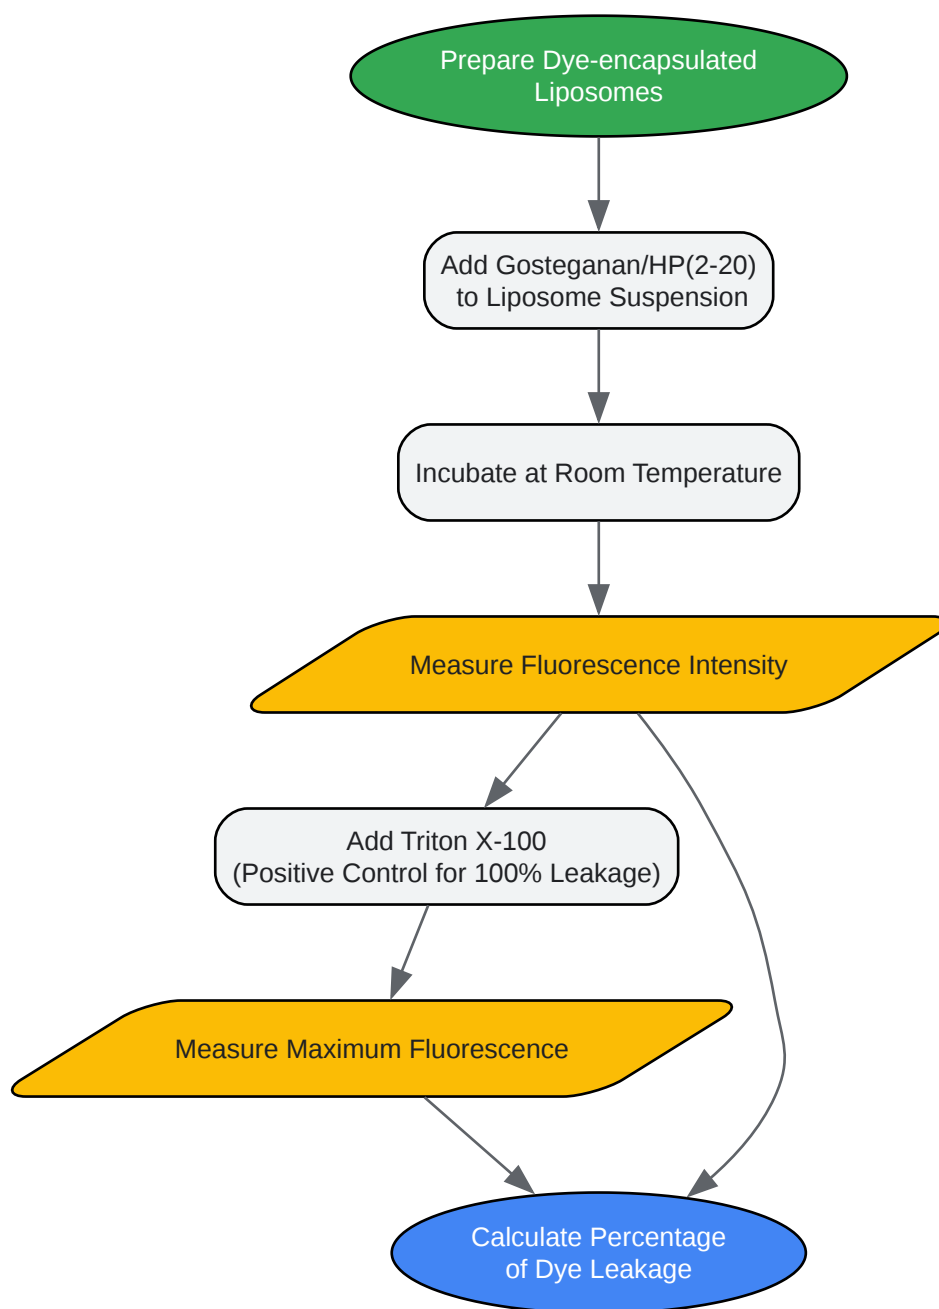 Prepare Dye-encapsulated
Liposomes
Add Gosteganan/HP(2-20)
to Liposome Suspension
Incubate at Room Temperature
Measure Fluorescence Intensity
Add Triton X-100
(Positive Control for 100% Leakage)
Measure Maximum Fluorescence
Calculate Percentage
of Dye Leakage